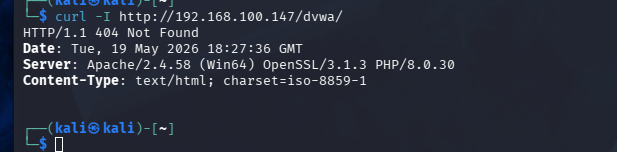 ┌──(kali㉿kali)-[~]
└─$ curl -I http://192.168.100.147/dvwa/
HTTP/1.1 404 Not Found
Date: Tue, 19 May 2026 18:27:36 GMT
Server: Apache/2.4.58 (Win64) OpenSSL/3.1.3 PHP/8.0.30
Content-Type: text/html; charset=iso-8859-1
┌──(kali㉿kali)-[~]
└─$